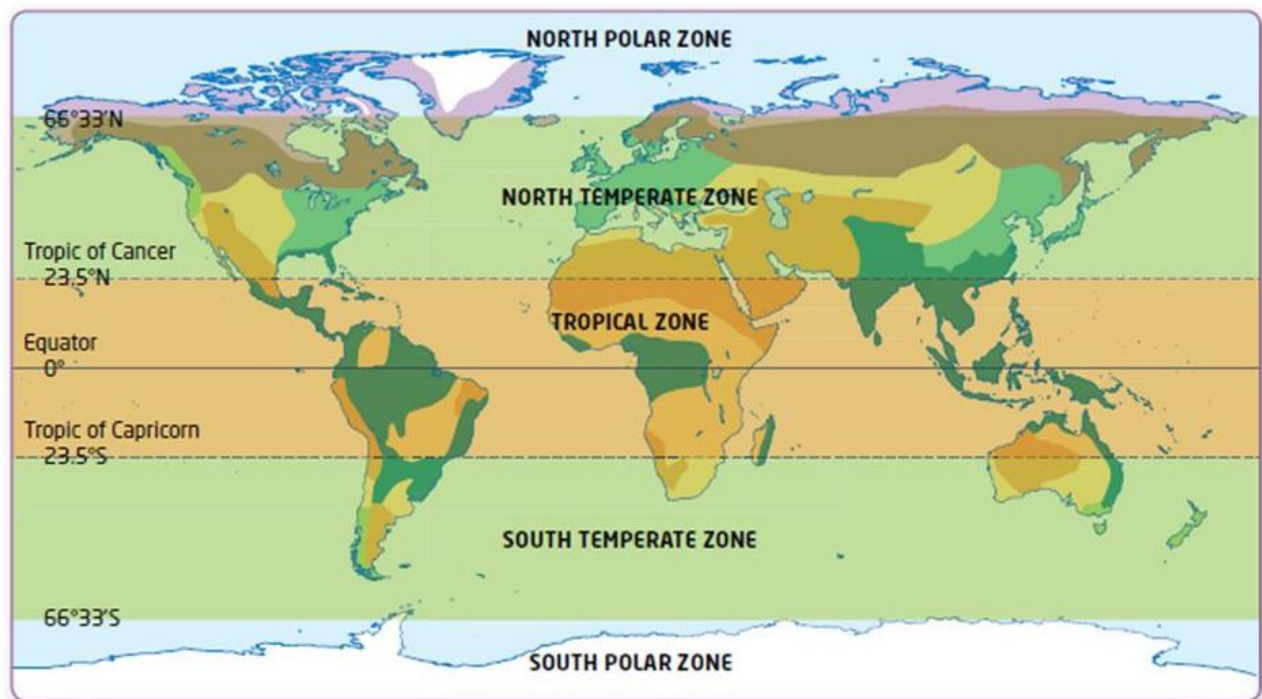 NORTH POLAR ZONE
66°33'N
NORTH TEMPERATE ZONE
Tropic of Cancer
23.5°N
TROPICAL ZONE
Equator
0°
Tropic of Capricorn
23.5°S
SOUTH TEMPERATE ZONE
66°33'S
SOUTH POLAR ZONE